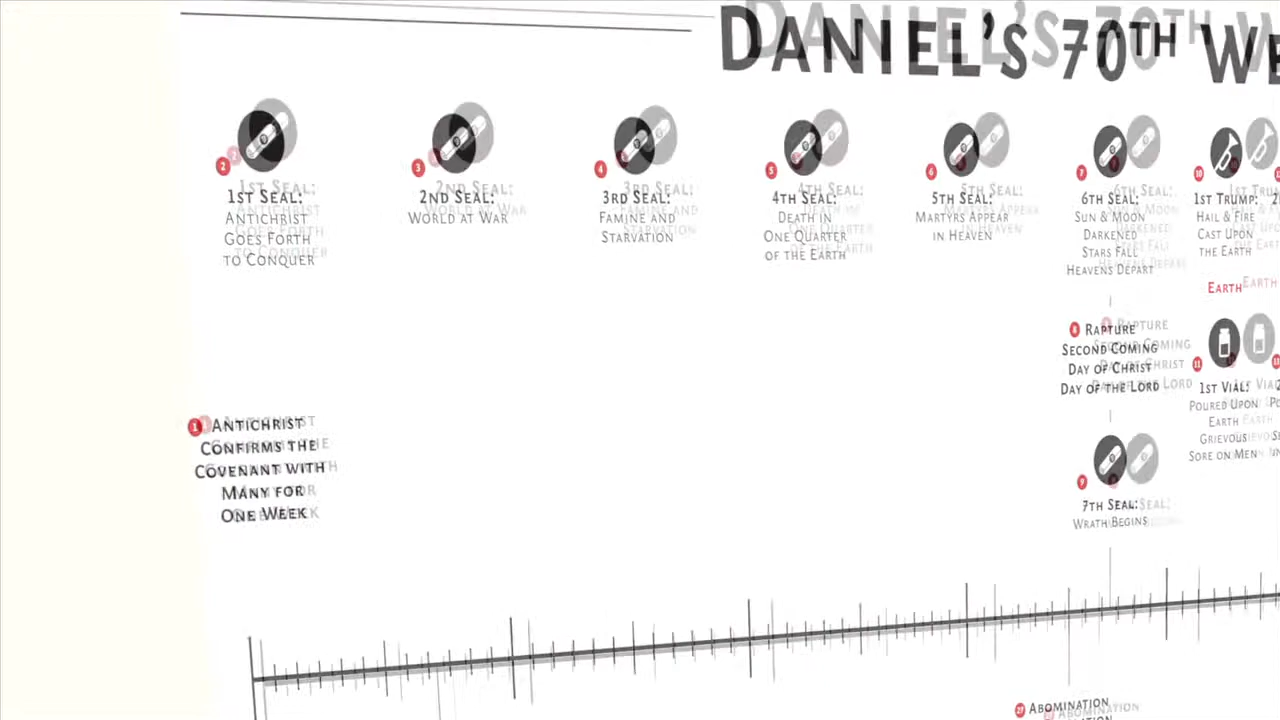 DANIEL'S 70TH WE
2
1ST SEAL:
ANTICHRIST
GOES FORTH
TO CONQUER
3
2ND SEAL:
WORLD AT WAR
4
3RD SEAL:
FAMINE AND
STARVATION
5
4TH SEAL:
DEATH IN
ONE QUARTER
OF THE EARTH
6
5TH SEAL:
MARTYRS APPEAR
IN HEAVEN
7
6TH SEAL:
SUN & MOON
DARKENED
STARS FALL
HEAVENS DEPART
10
1ST TRUMP:
HAIL & FIRE
CAST UPON
THE EARTH
EARTH
8 RAPTURE
SECOND COMING
DAY OF CHRIST
DAY OF THE LORD
11
1ST VIAL:
POURED UPON
EARTH
GRIEVOUS
SORE ON MEN
9
7TH SEAL:
WRATH BEGINS
1 ANTICHRIST
CONFIRMS THE
COVENANT WITH
MANY FOR
ONE WEEK
27 ABOMINATION